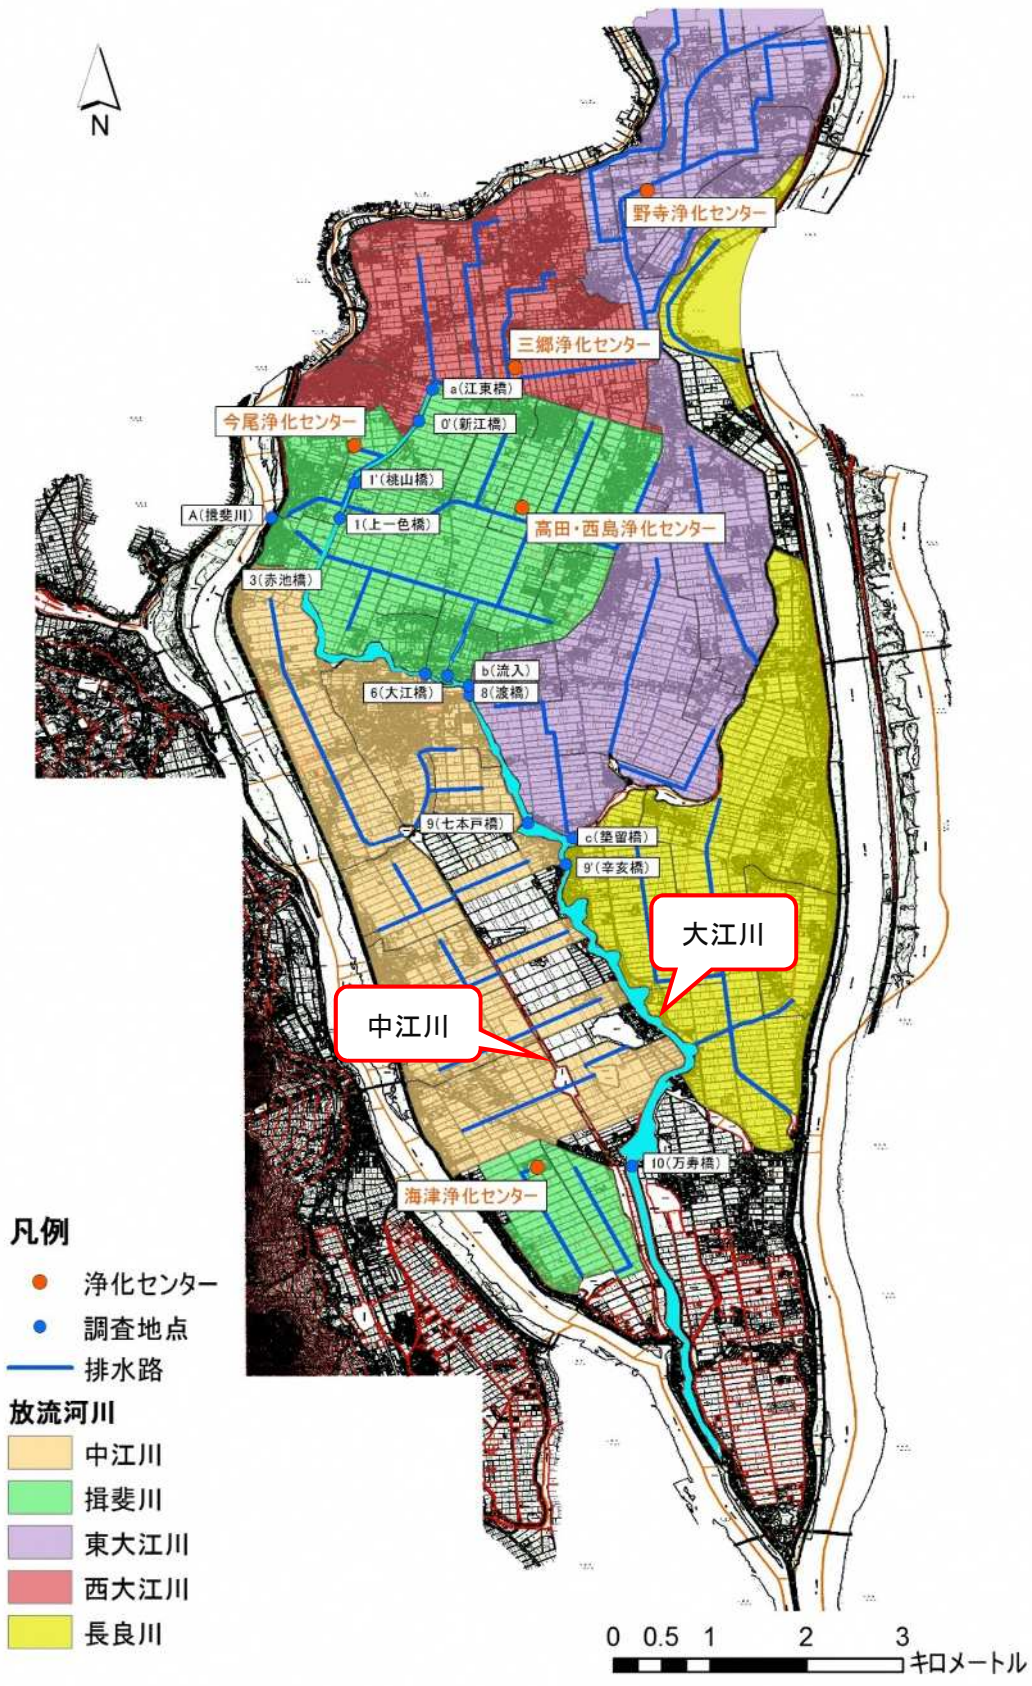 N
野寺浄化センター
三郷浄化センター
a(江東橋)
今尾浄化センター
0'(新江橋)
1'(桃山橋)
A(揖斐川)
1(上一色橋)
高田・西島浄化センター
3(赤池橋)
b(流入)
6(大江橋)
8(渡橋)
9(七本戸橋)
c(築留橋)
9'(辛亥橋)
大江川
中江川
10(万寿橋)
海津浄化センター
凡例
浄化センター
調査地点
排水路
放流河川
中江川
揖斐川
東大江川
西大江川
長良川
0 0.5 1 2 3
キロメートル